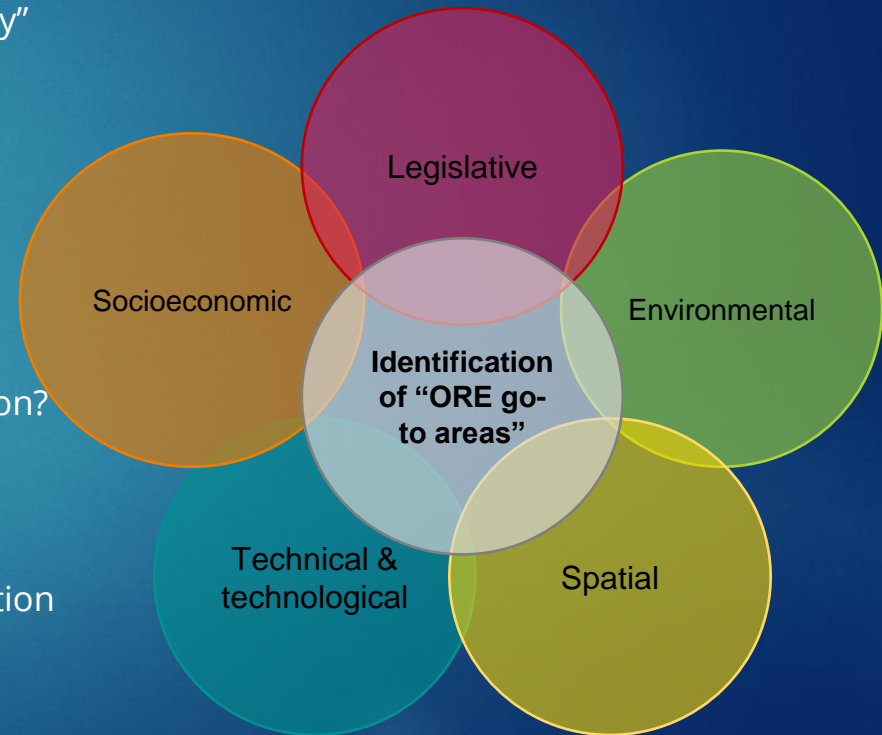 y”
Legislative
Socioeconomic
Environmental
Identification
of “ORE go-
to areas”
on?
Technical &
technological
Spatial
tion